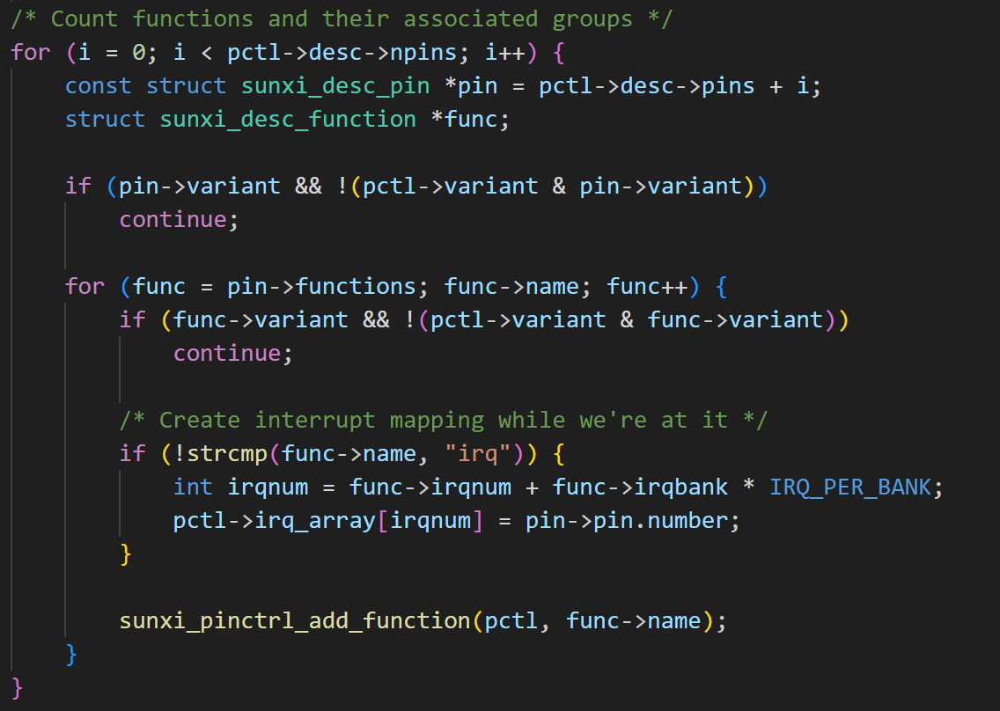 /* Count functions and their associated groups */
for (i = 0; i < pctl->desc->npins; i++) {
    const struct sunxi_desc_pin *pin = pctl->desc->pins + i;
    struct sunxi_desc_function *func;

    if (pin->variant && !(pctl->variant & pin->variant))
        continue;

    for (func = pin->functions; func->name; func++) {
        if (func->variant && !(pctl->variant & func->variant))
            continue;

        /* Create interrupt mapping while we're at it */
        if (!strcmp(func->name, "irq")) {
            int irqnum = func->irqnum + func->irqbank * IRQ_PER_BANK;
            pctl->irq_array[irqnum] = pin->pin.number;
        }

        sunxi_pinctrl_add_function(pctl, func->name);
    }
}